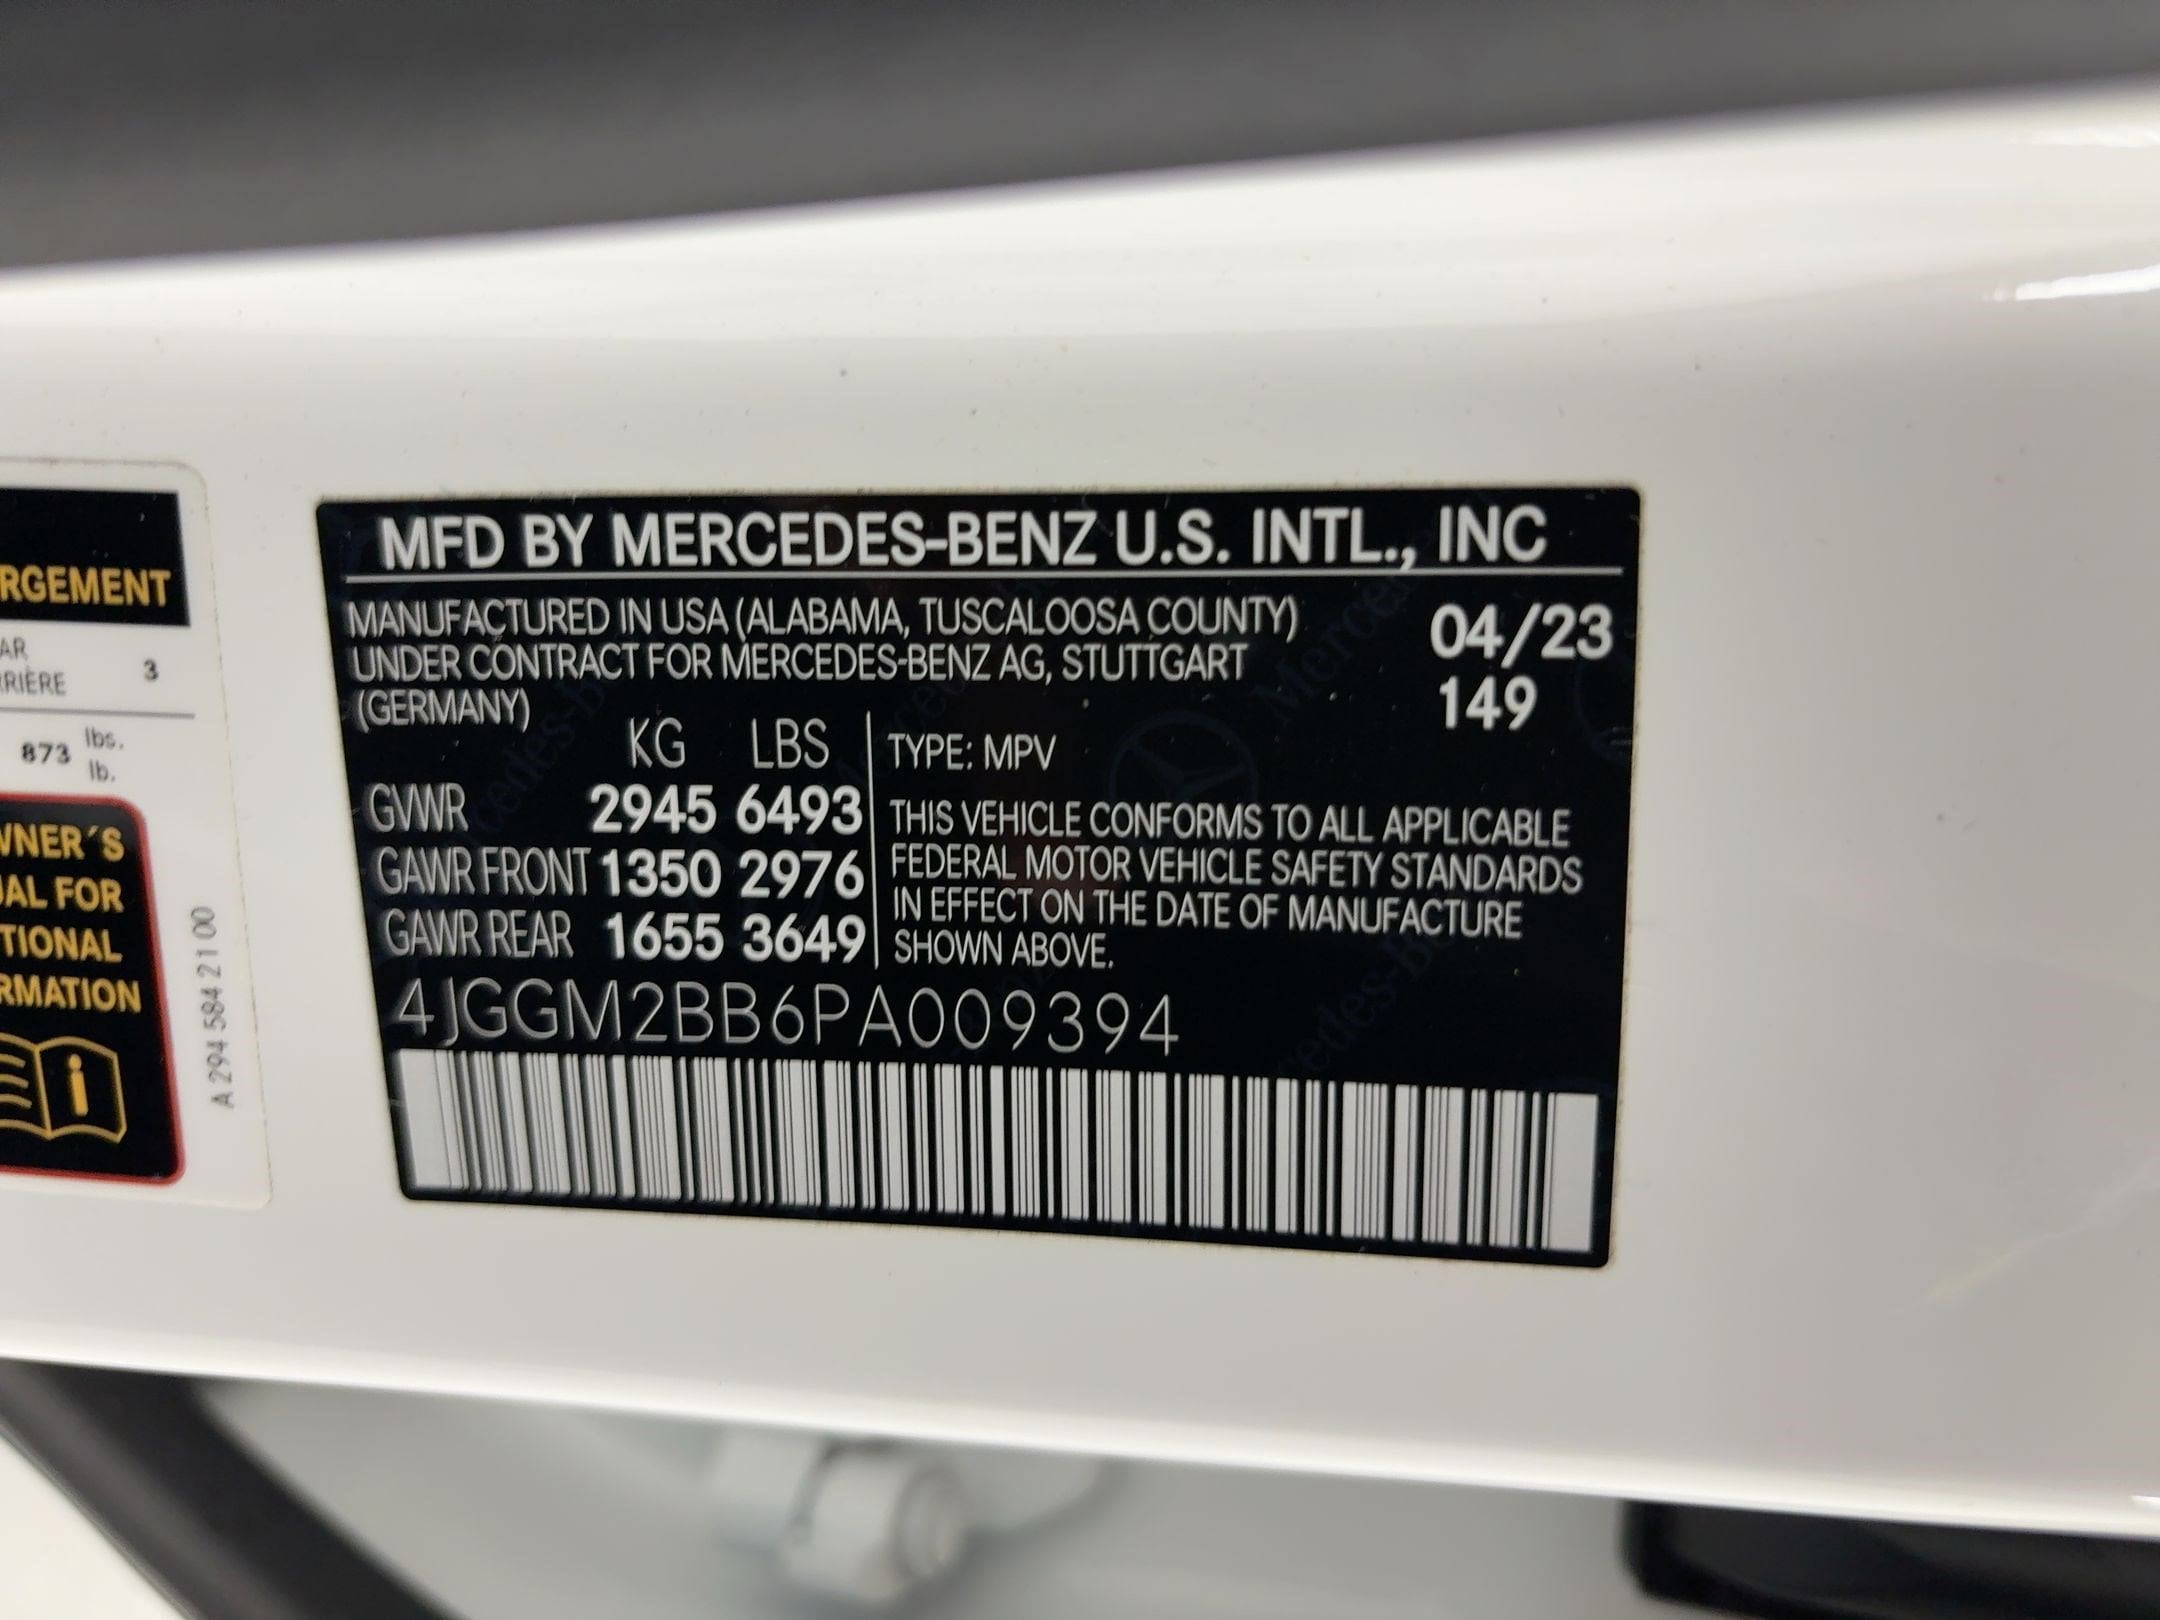 RGEMENT
AR
RRIÈRE
3
873 lbs.
lb.
WNER´S
UAL FOR
TIONAL
RMATION
A 294 584 21 00
MFD BY MERCEDES-BENZ U.S. INTL., INC
MANUFACTURED IN USA (ALABAMA, TUSCALOOSA COUNTY)
UNDER CONTRACT FOR MERCEDES-BENZ AG, STUTTGART
(GERMANY)
04/23
149
KG LBS
GVWR 2945 6493
GAWR FRONT 1350 2976
GAWR REAR 1655 3649
TYPE: MPV
THIS VEHICLE CONFORMS TO ALL APPLICABLE
FEDERAL MOTOR VEHICLE SAFETY STANDARDS
IN EFFECT ON THE DATE OF MANUFACTURE
SHOWN ABOVE.
4JGGM2BB6PA009394